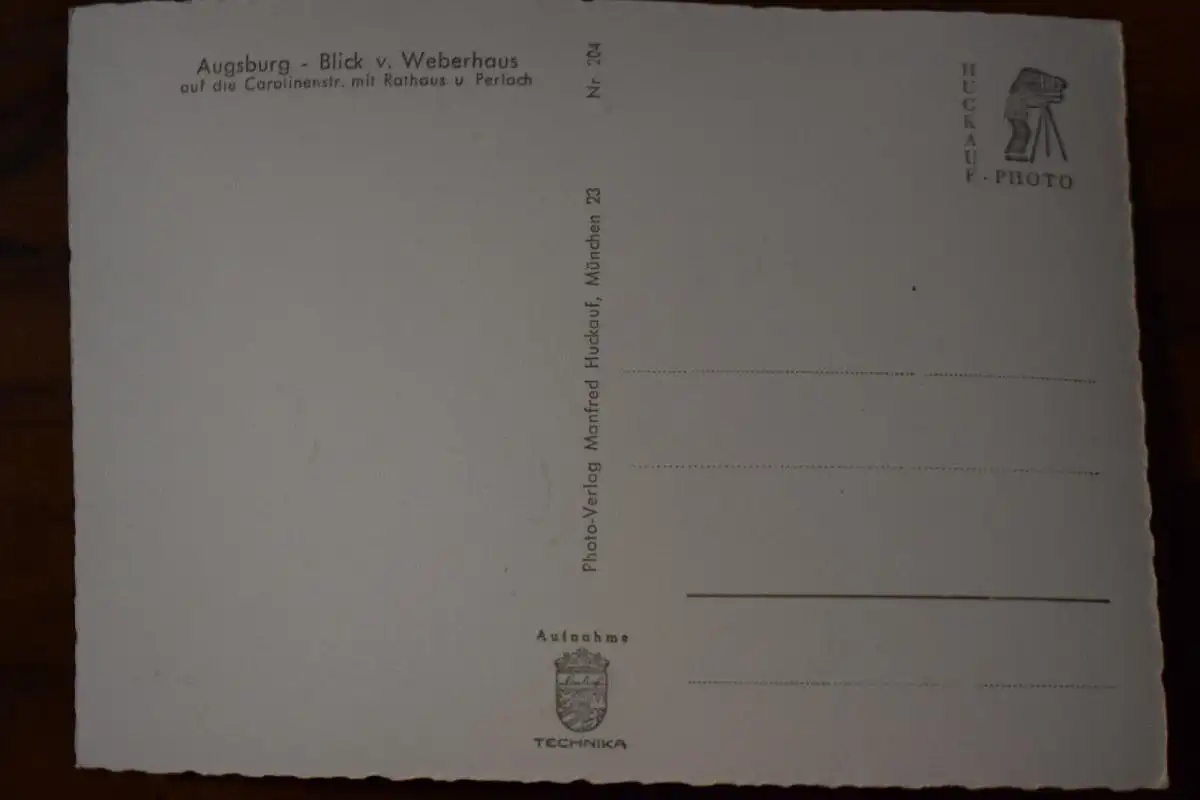 Augsburg - Blick v. Weberhaus
auf die Carolinenstr. mit Rathaus u Perlach
Nr 204
Photo-Verlag Manfred Huckauf, München 23
HUCKAUF-PHOTO
Aufnahme
TECHNIKA